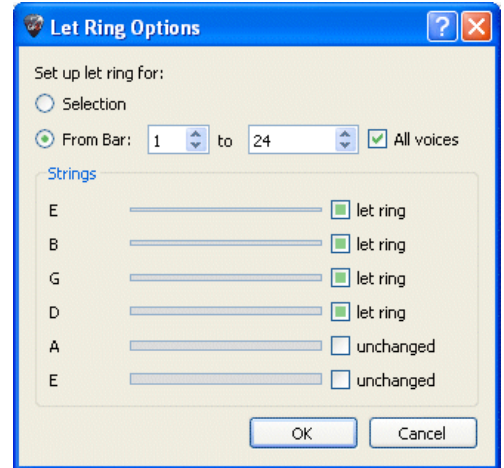 Let Ring Options
Set up let ring for:
Selection
From Bar: 1 to 24 All voices
Strings
E let ring
B let ring
G let ring
D let ring
A unchanged
E unchanged
OK Cancel